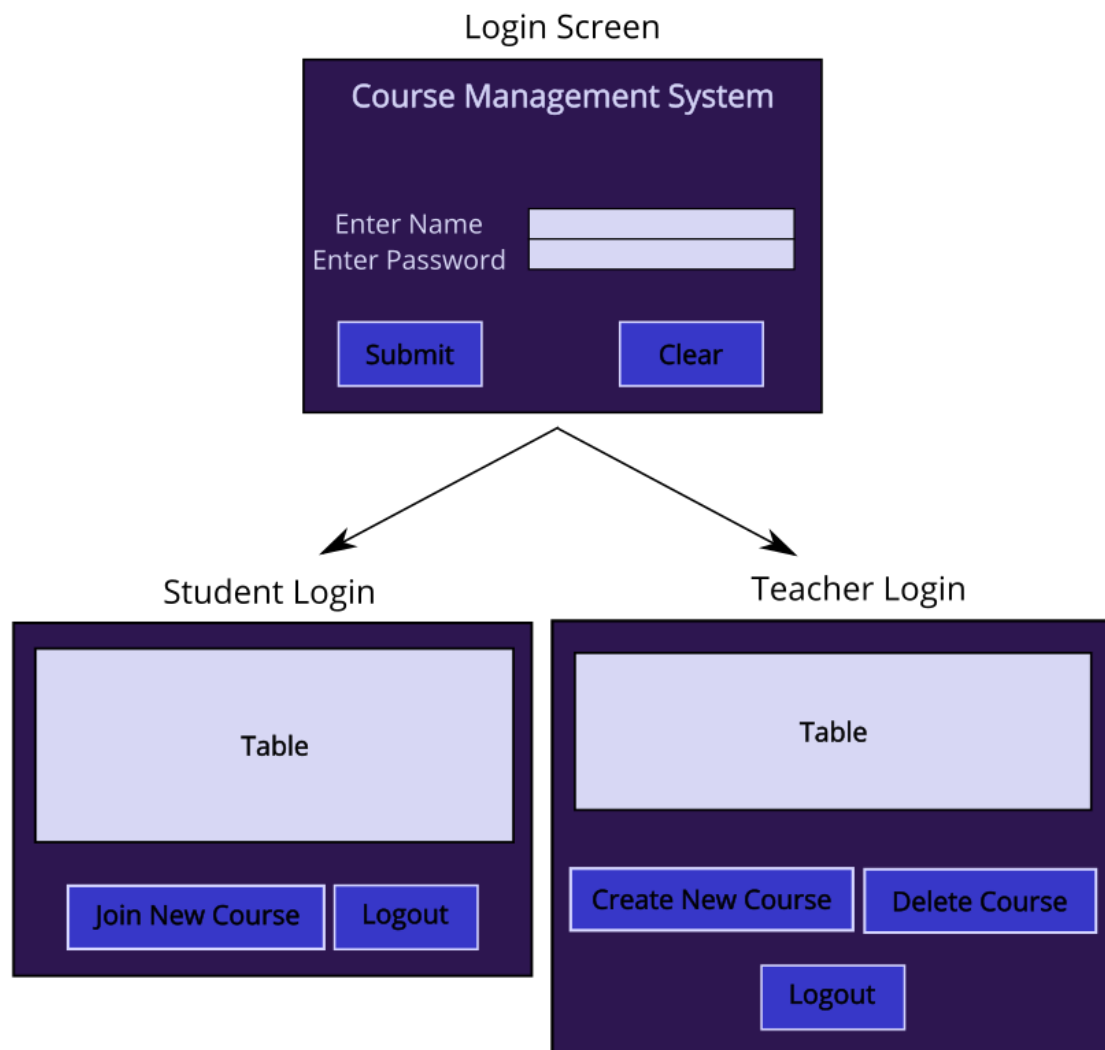 Login Screen
Course Management System
Enter Name
Enter Password
Submit
Clear
Student Login
Table
Join New Course
Logout
Teacher Login
Table
Create New Course
Delete Course
Logout